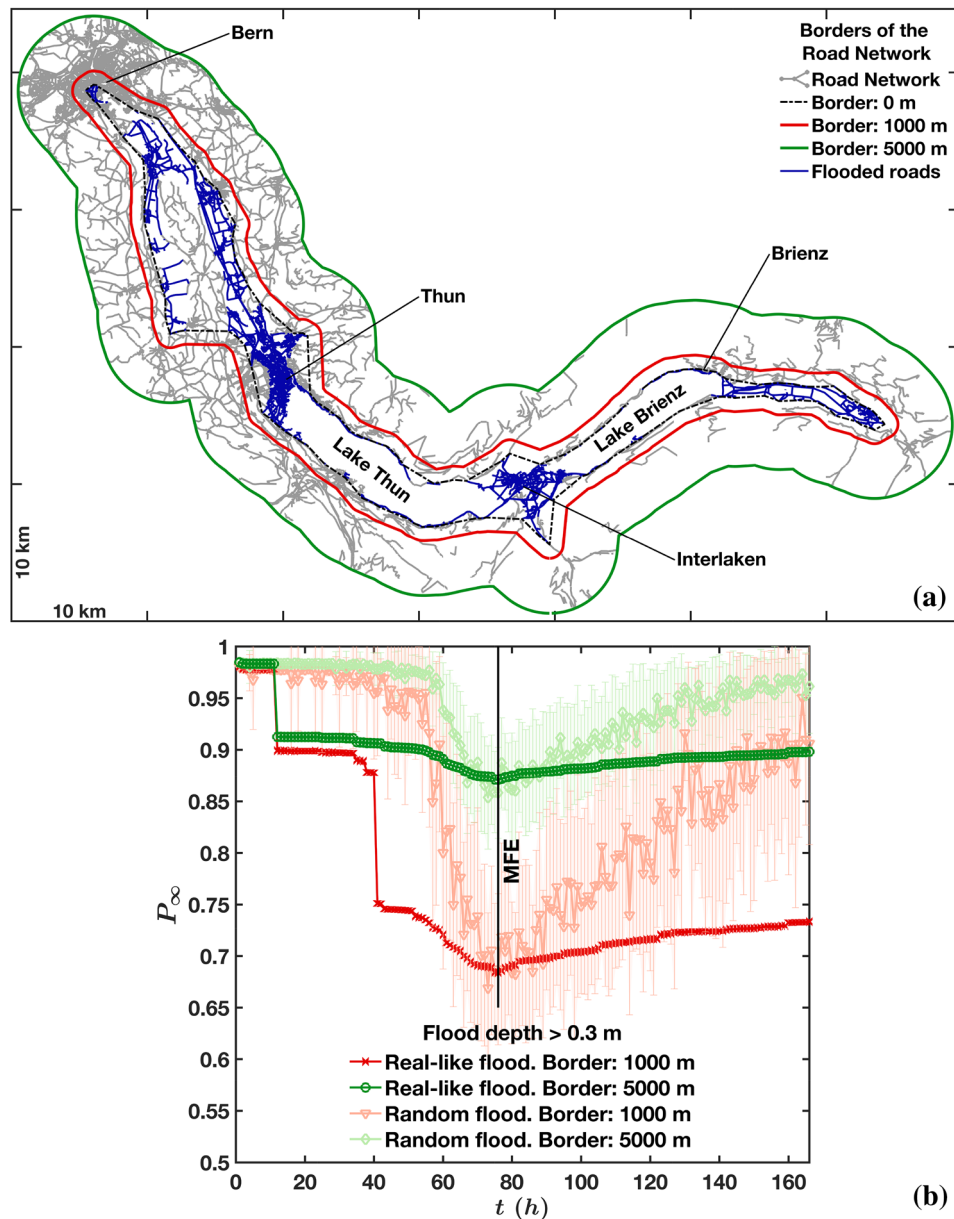 Bern
Borders of the
Road Network
Road Network
Border: 0 m
Border: 1000 m
Border: 5000 m
Flooded roads
Brienz
Thun
Lake Thun
Lake Brienz
Interlaken
10 km
10 km
(a)
1
0.95
0.9
0.85
0.8
0.75
0.7
0.65
0.6
0.55
0.5
P∞
MFE
Flood depth > 0.3 m
Real-like flood. Border: 1000 m
Real-like flood. Border: 5000 m
Random flood. Border: 1000 m
Random flood. Border: 5000 m
0 20 40 60 80 100 120 140 160
t (h)
(b)